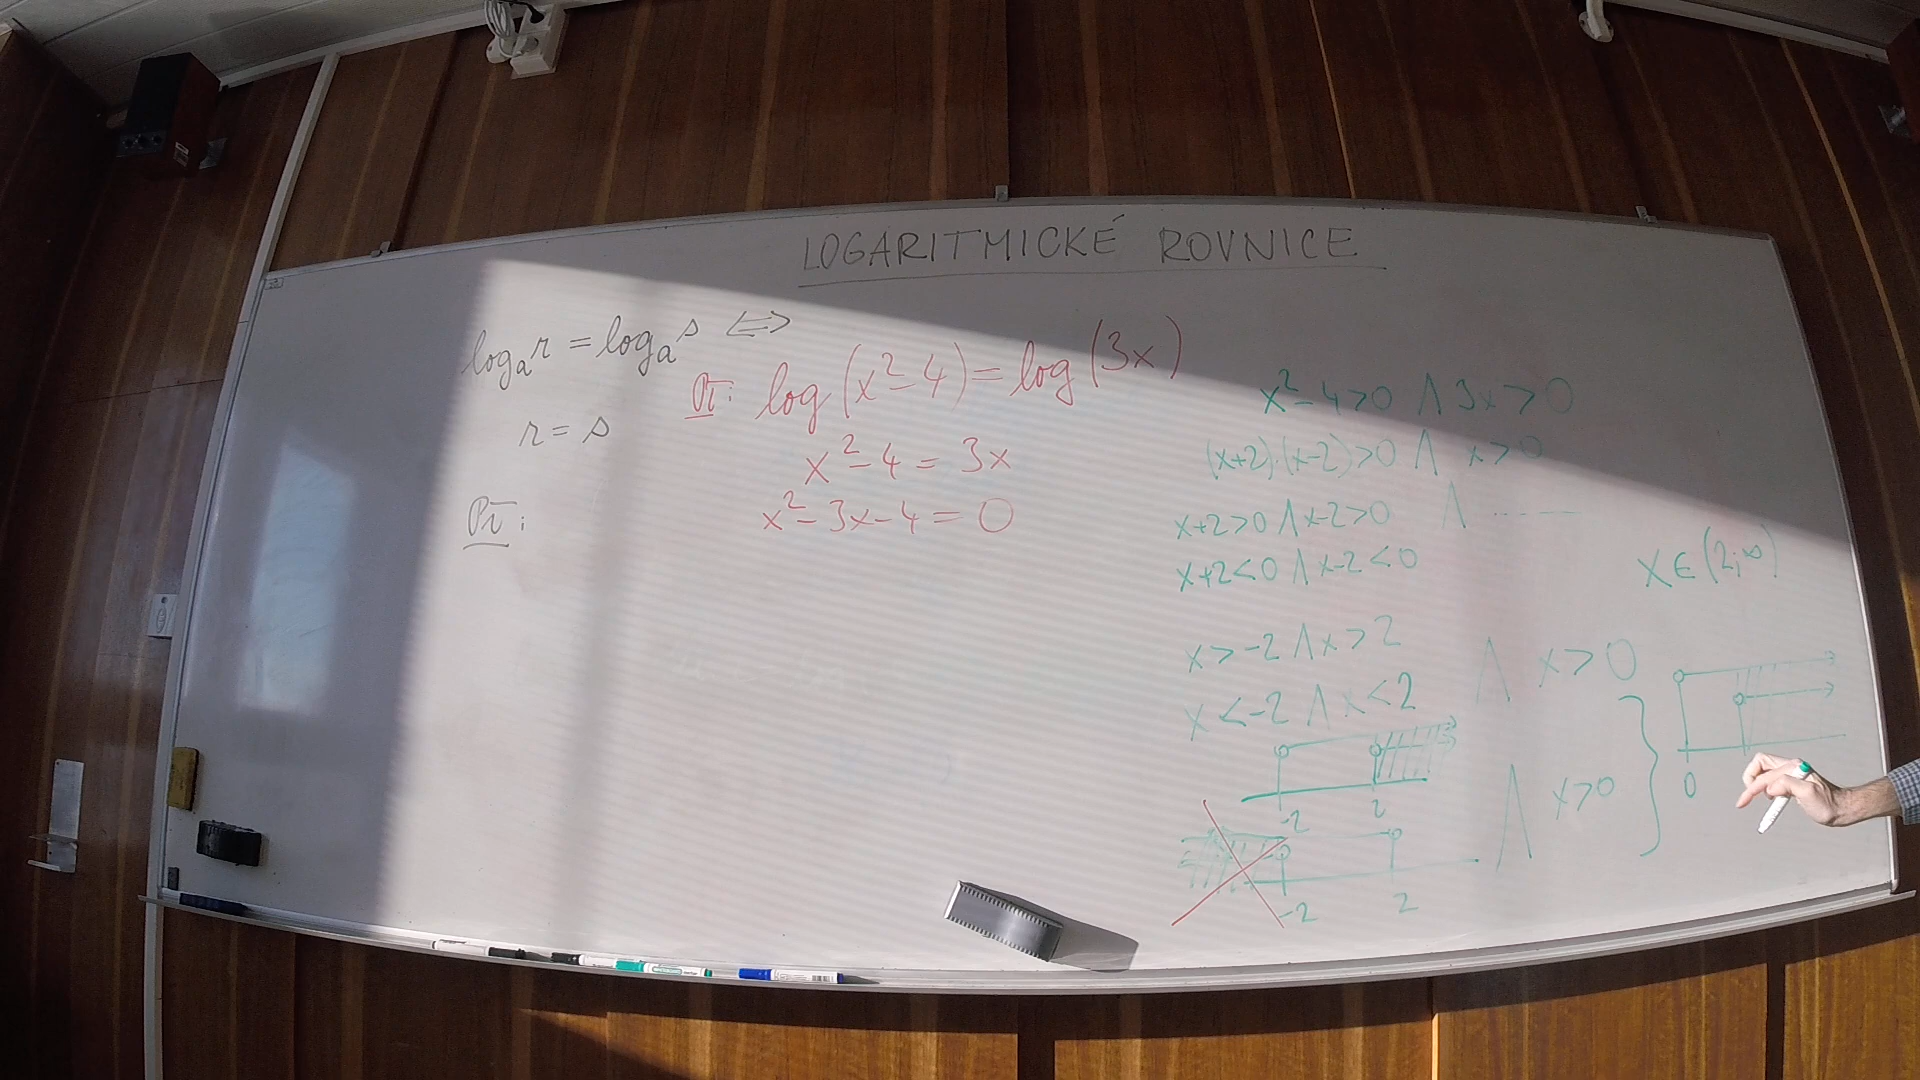 LOGARITMICKÉ ROVNICE
logₐr = logₐs ⇔
r = s
Př:
Př: log(x²-4) = log(3x)
x²-4 = 3x
x²-3x-4 = 0
x²-4>0 ∧ 3x>0
(x+2).(x-2)>0 ∧ x>0
x+2>0 ∧ x-2>0 ∧ -----
x+2<0 ∧ x-2<0
x>-2 ∧ x>2 ∧ x>0
x<-2 ∧ x<2
-2 2
∧ x>0
-2 2
0
x∈(2;∞)